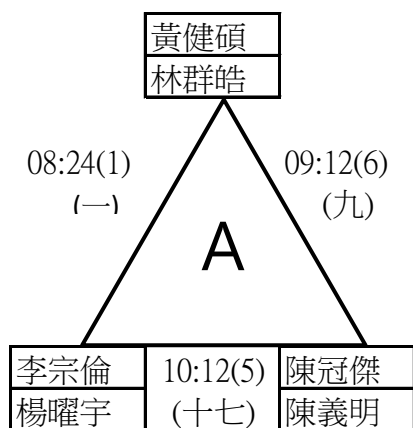 黃健碩
林群皓
08:24(1)
(一)
09:12(6)
(九)
A
李宗倫
楊曜宇
10:12(5)
(十七)
陳冠傑
陳義明